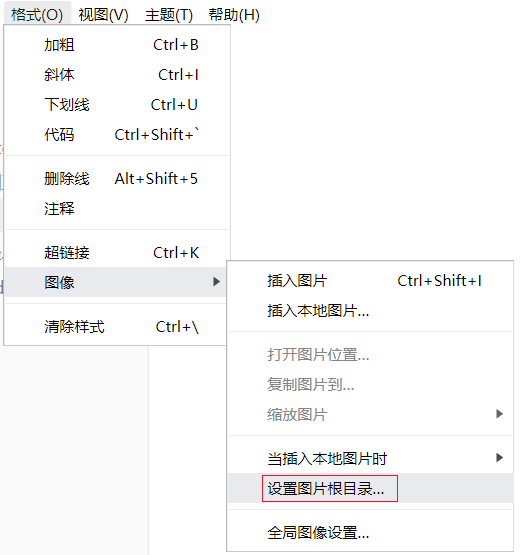 格式(O) 视图(V) 主题(T) 帮助(H)
加粗 Ctrl+B
斜体 Ctrl+I
下划线 Ctrl+U
代码 Ctrl+Shift+`
删除线 Alt+Shift+5
注释
超链接 Ctrl+K
图像
清除样式 Ctrl+\
插入图片 Ctrl+Shift+I
插入本地图片...
打开图片位置...
复制图片到...
缩放图片
当插入本地图片时
设置图片根目录...
全局图像设置...